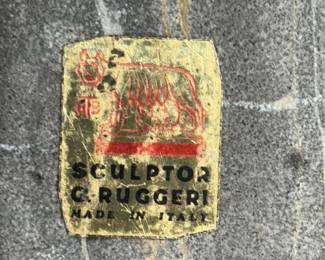 SCULPTOR
G. RUGGERI
MADE IN ITALY